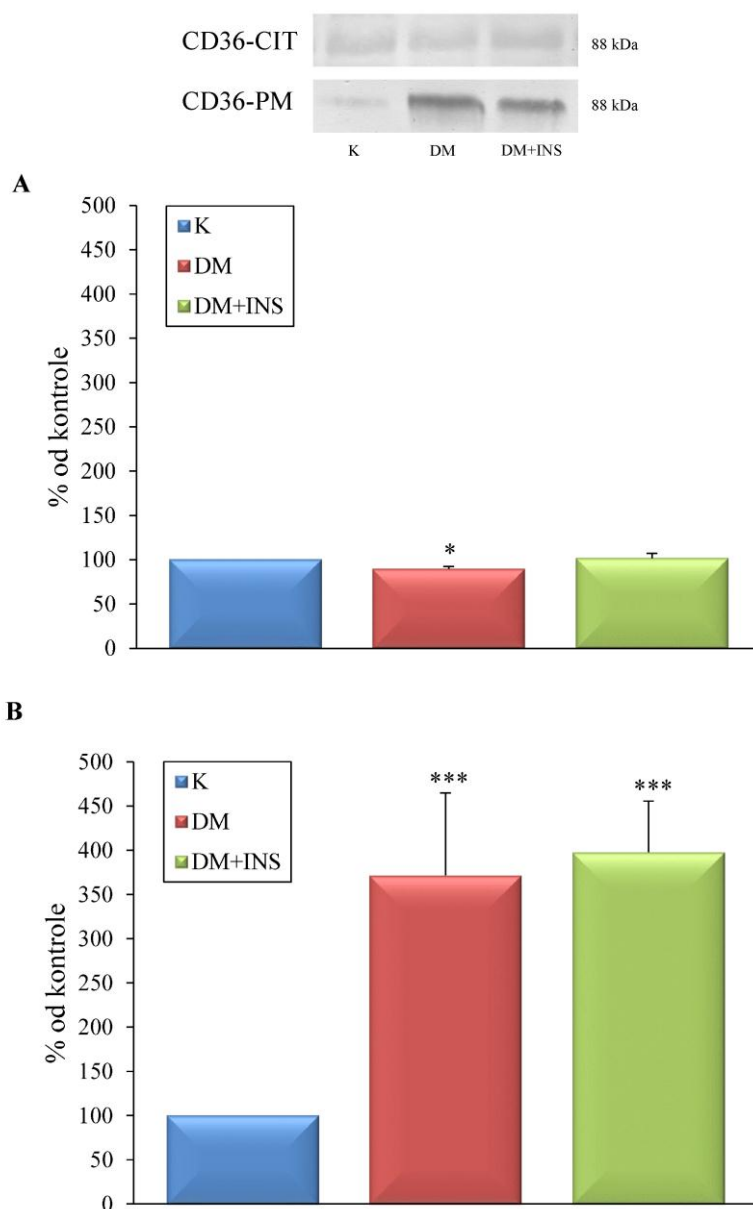 CD36-CIT 88 kDa
CD36-PM 88 kDa
K DM DM+INS
A
500
450
400
350
300
250
200
150
100
50
0
% od kontrole
K
DM
DM+INS
*
B
500
450
400
350
300
250
200
150
100
50
0
% od kontrole
K
DM
DM+INS
*** ***